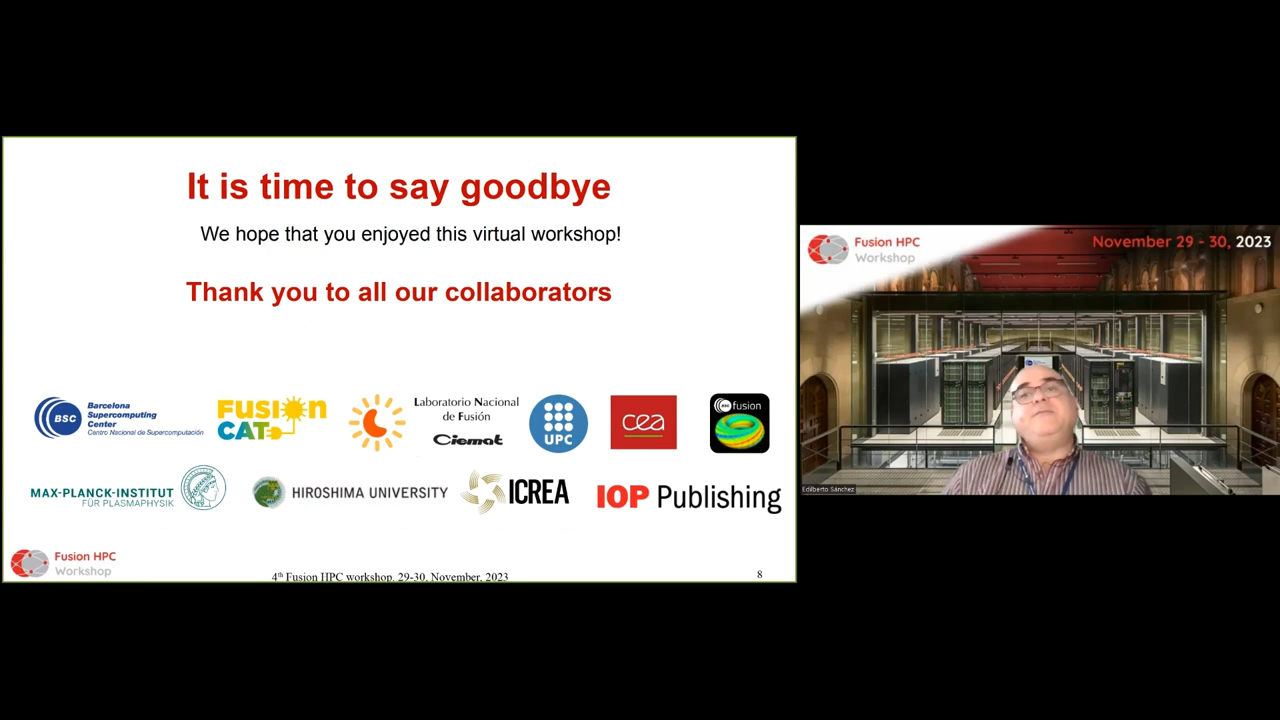 It is time to say goodbye
We hope that you enjoyed this virtual workshop!
Thank you to all our collaborators
BSC
Barcelona
Supercomputing
Center
Centro Nacional de Supercomputación
FUSION
CAT
Laboratorio Nacional
de Fusión
Ciemat
UPC
cea
fusion
MAX-PLANCK-INSTITUT
FÜR PLASMAPHYSIK
HIROSHIMA UNIVERSITY
ICREA
IOP Publishing
Fusion HPC
Workshop
4th Fusion HPC workshop. 29-30, November, 2023
8
Fusion HPC
Workshop
November 29 - 30, 2023
Edilberto Sánchez